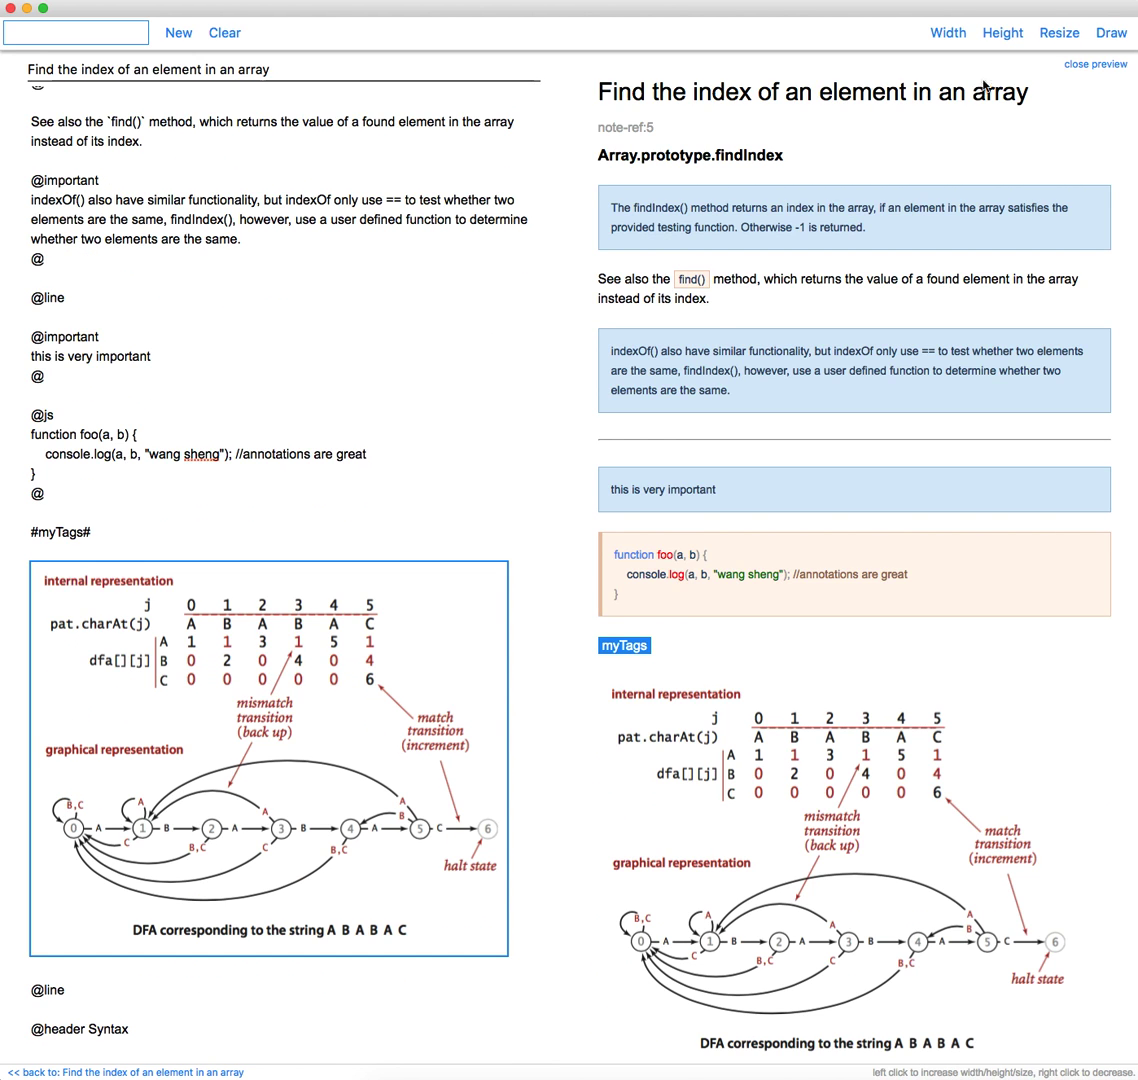 New Clear Width Height Resize Draw
close preview
Find the index of an element in an array
See also the `find()` method, which returns the value of a found element in the array
instead of its index.
@important
indexOf() also have similar functionality, but indexOf only use == to test whether two
elements are the same, findIndex(), however, use a user defined function to determine
whether two elements are the same.
@
@line
@important
this is very important
@
@js
function foo(a, b) {
console.log(a, b, "wang sheng"); //annotations are great
}
@
#myTags#
internal representation
j 0 1 2 3 4 5
pat.charAt(j) A B A B A C
A 1 1 3 1 5 1
dfa[][j] B 0 2 0 4 0 4
C 0 0 0 0 0 6
mismatch
transition
(back up)
match
transition
(increment)
graphical representation
B,C A A
A B
0 A 1 B 2 A 3 B 4 A 5 C 6
C B,C C B,C
halt state
DFA corresponding to the string A B A B A C
@line
@header Syntax
Find the index of an element in an array
note-ref:5
Array.prototype.findIndex
The findIndex() method returns an index in the array, if an element in the array satisfies the
provided testing function. Otherwise -1 is returned.
See also the find() method, which returns the value of a found element in the array
instead of its index.
indexOf() also have similar functionality, but indexOf only use == to test whether two elements
are the same, findIndex(), however, use a user defined function to determine whether two
elements are the same.
this is very important
function foo(a, b) {
console.log(a, b, "wang sheng"); //annotations are great
}
myTags
internal representation
j 0 1 2 3 4 5
pat.charAt(j) A B A B A C
A 1 1 3 1 5 1
dfa[][j] B 0 2 0 4 0 4
C 0 0 0 0 0 6
mismatch
transition
(back up)
match
transition
(increment)
graphical representation
B,C A A
A B
0 A 1 B 2 A 3 B 4 A 5 C 6
C B,C C B,C
halt state
DFA corresponding to the string A B A B A C
<< back to: Find the index of an element in an array
left click to increase width/height/size, right click to decrease.